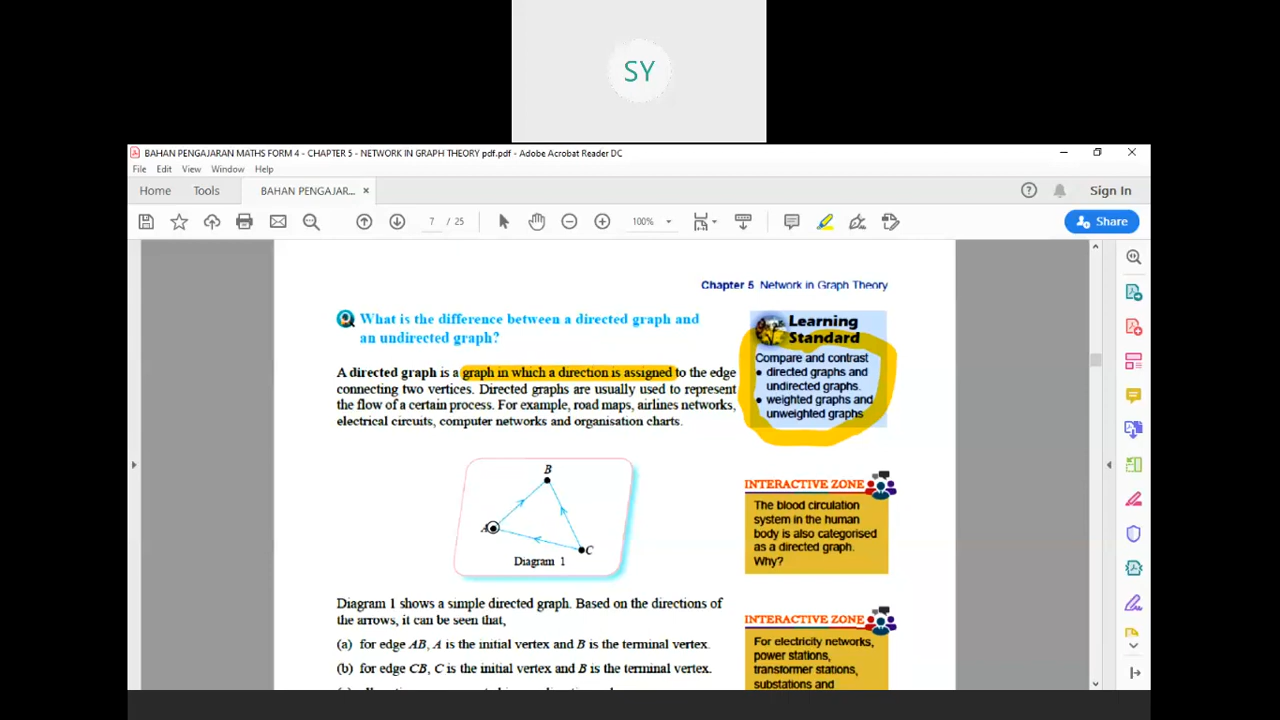 SY
BAHAN PENGAJARAN MATHS FORM 4 - CHAPTER 5 - NETWORK IN GRAPH THEORY pdf.pdf - Adobe Acrobat Reader DC
File Edit View Window Help
Home Tools BAHAN PENGAJAR... × Sign In
7 / 25 100% Share
Chapter 5 Network in Graph Theory
What is the difference between a directed graph and
an undirected graph?
Learning
Standard
Compare and contrast
• directed graphs and
undirected graphs.
• weighted graphs and
unweighted graphs
A directed graph is a graph in which a direction is assigned to the edge
connecting two vertices. Directed graphs are usually used to represent
the flow of a certain process. For example, road maps, airlines networks,
electrical circuits, computer networks and organisation charts.
B
A
C
Diagram 1
INTERACTIVE ZONE
The blood circulation
system in the human
body is also categorised
as a directed graph.
Why?
Diagram 1 shows a simple directed graph. Based on the directions of
the arrows, it can be seen that,
(a) for edge AB, A is the initial vertex and B is the terminal vertex.
(b) for edge CB, C is the initial vertex and B is the terminal vertex.
INTERACTIVE ZONE
For electricity networks,
power stations,
transformer stations,
substations and